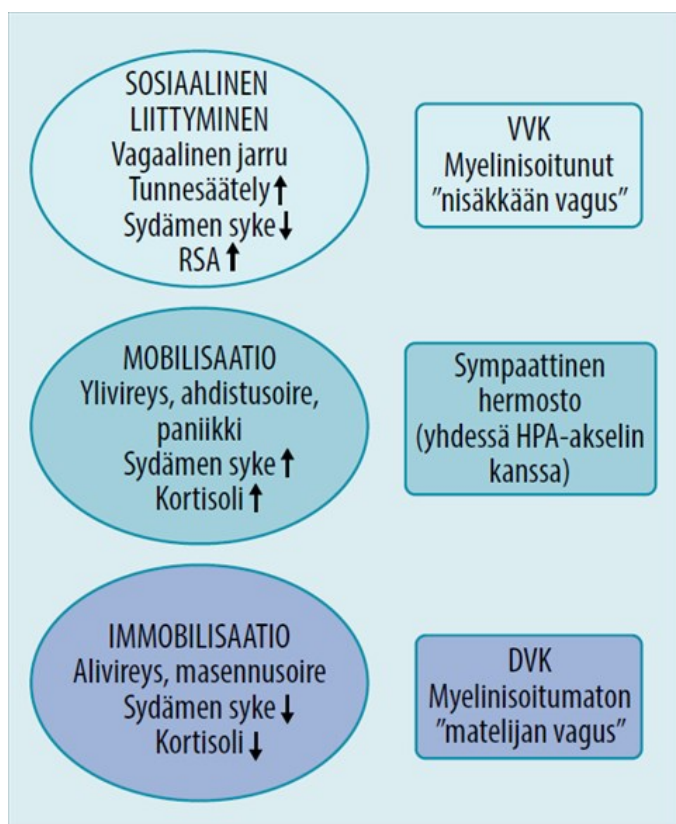 SOSIAALINEN
LIITTYMINEN
Vagaalinen jarru
Tunnesäätely ↑
Sydämen syke ↓
RSA ↑
VVK
Myelinisoitunut
”nisäkkään vagus”
MOBILISAATIO
Ylivireys, ahdistusoire,
paniikki
Sydämen syke ↑
Kortisoli ↑
Sympaattinen
hermosto
(yhdessä HPA-akselin
kanssa)
IMMOBILISAATIO
Alivireys, masennusoire
Sydämen syke ↓
Kortisoli ↓
DVK
Myelinisoitumaton
”matelijan vagus”